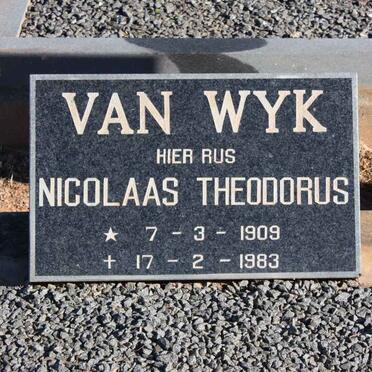 VAN WYK
HIER RUS
NICOLAAS THEODORUS
★ 7 - 3 - 1909
+ 17 - 2 - 1983